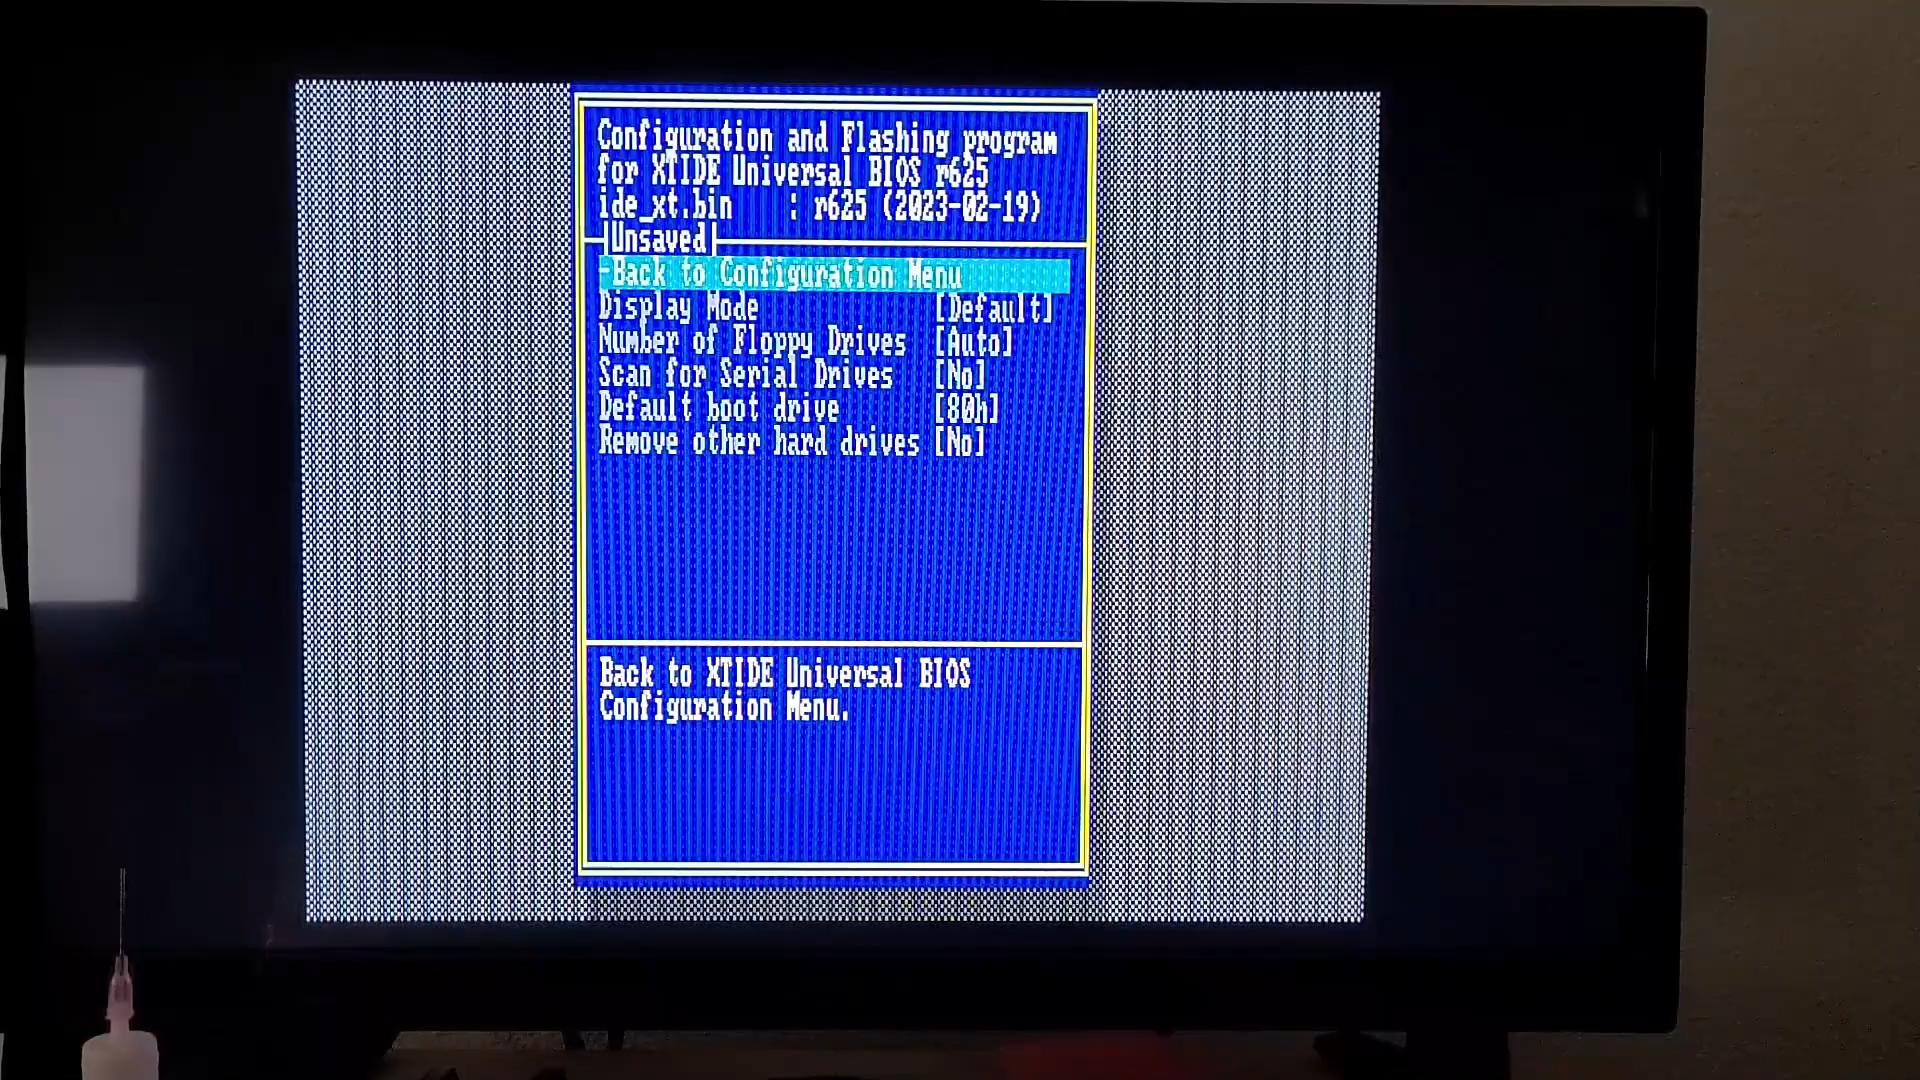 Configuration and Flashing program
for XTIDE Universal BIOS r625
ide_xt.bin : r625 (2023-02-19)
Unsaved
-Back to Configuration Menu
Display Mode [Default]
Number of Floppy Drives [Auto]
Scan for Serial Drives [No]
Default boot drive [80h]
Remove other hard drives [No]
Back to XTIDE Universal BIOS
Configuration Menu.